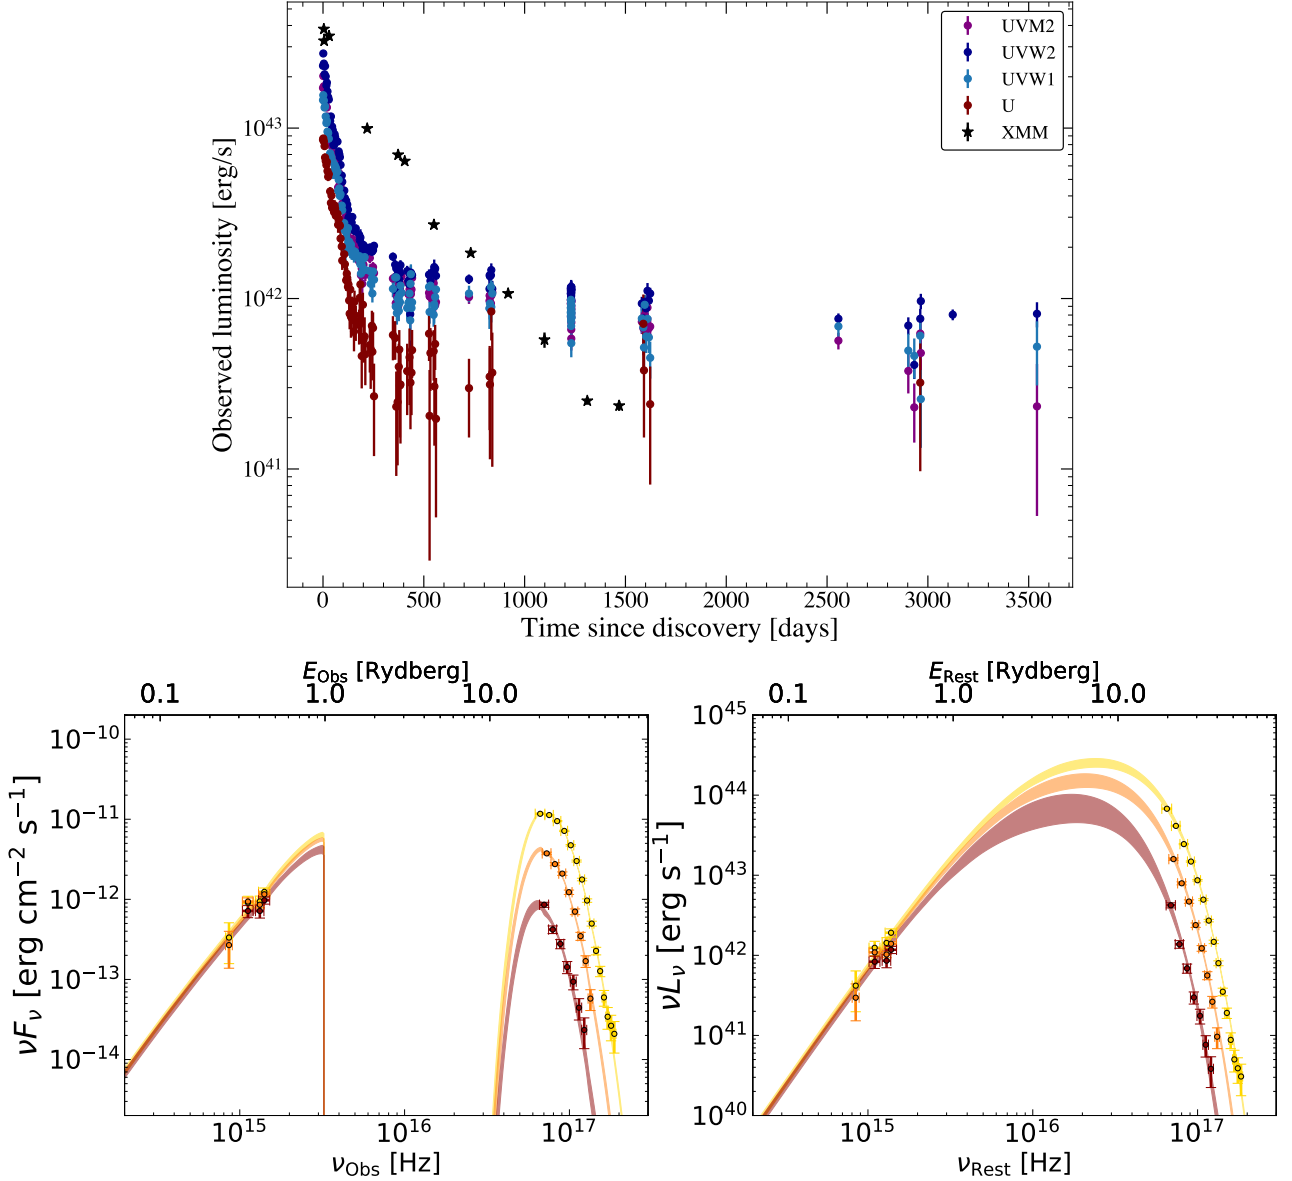 UVM2
UVW2
UVW1
U
XMM
Observed luminosity [erg/s]
10^43
10^42
10^41
0 500 1000 1500 2000 2500 3000 3500
Time since discovery [days]
E_Obs [Rydberg]
0.1 1.0 10.0
νF_ν [erg cm^−2 s^−1]
10^−10
10^−11
10^−12
10^−13
10^−14
10^15 10^16 10^17
ν_Obs [Hz]
E_Rest [Rydberg]
0.1 1.0 10.0
νL_ν [erg s^−1]
10^45
10^44
10^43
10^42
10^41
10^40
10^15 10^16 10^17
ν_Rest [Hz]